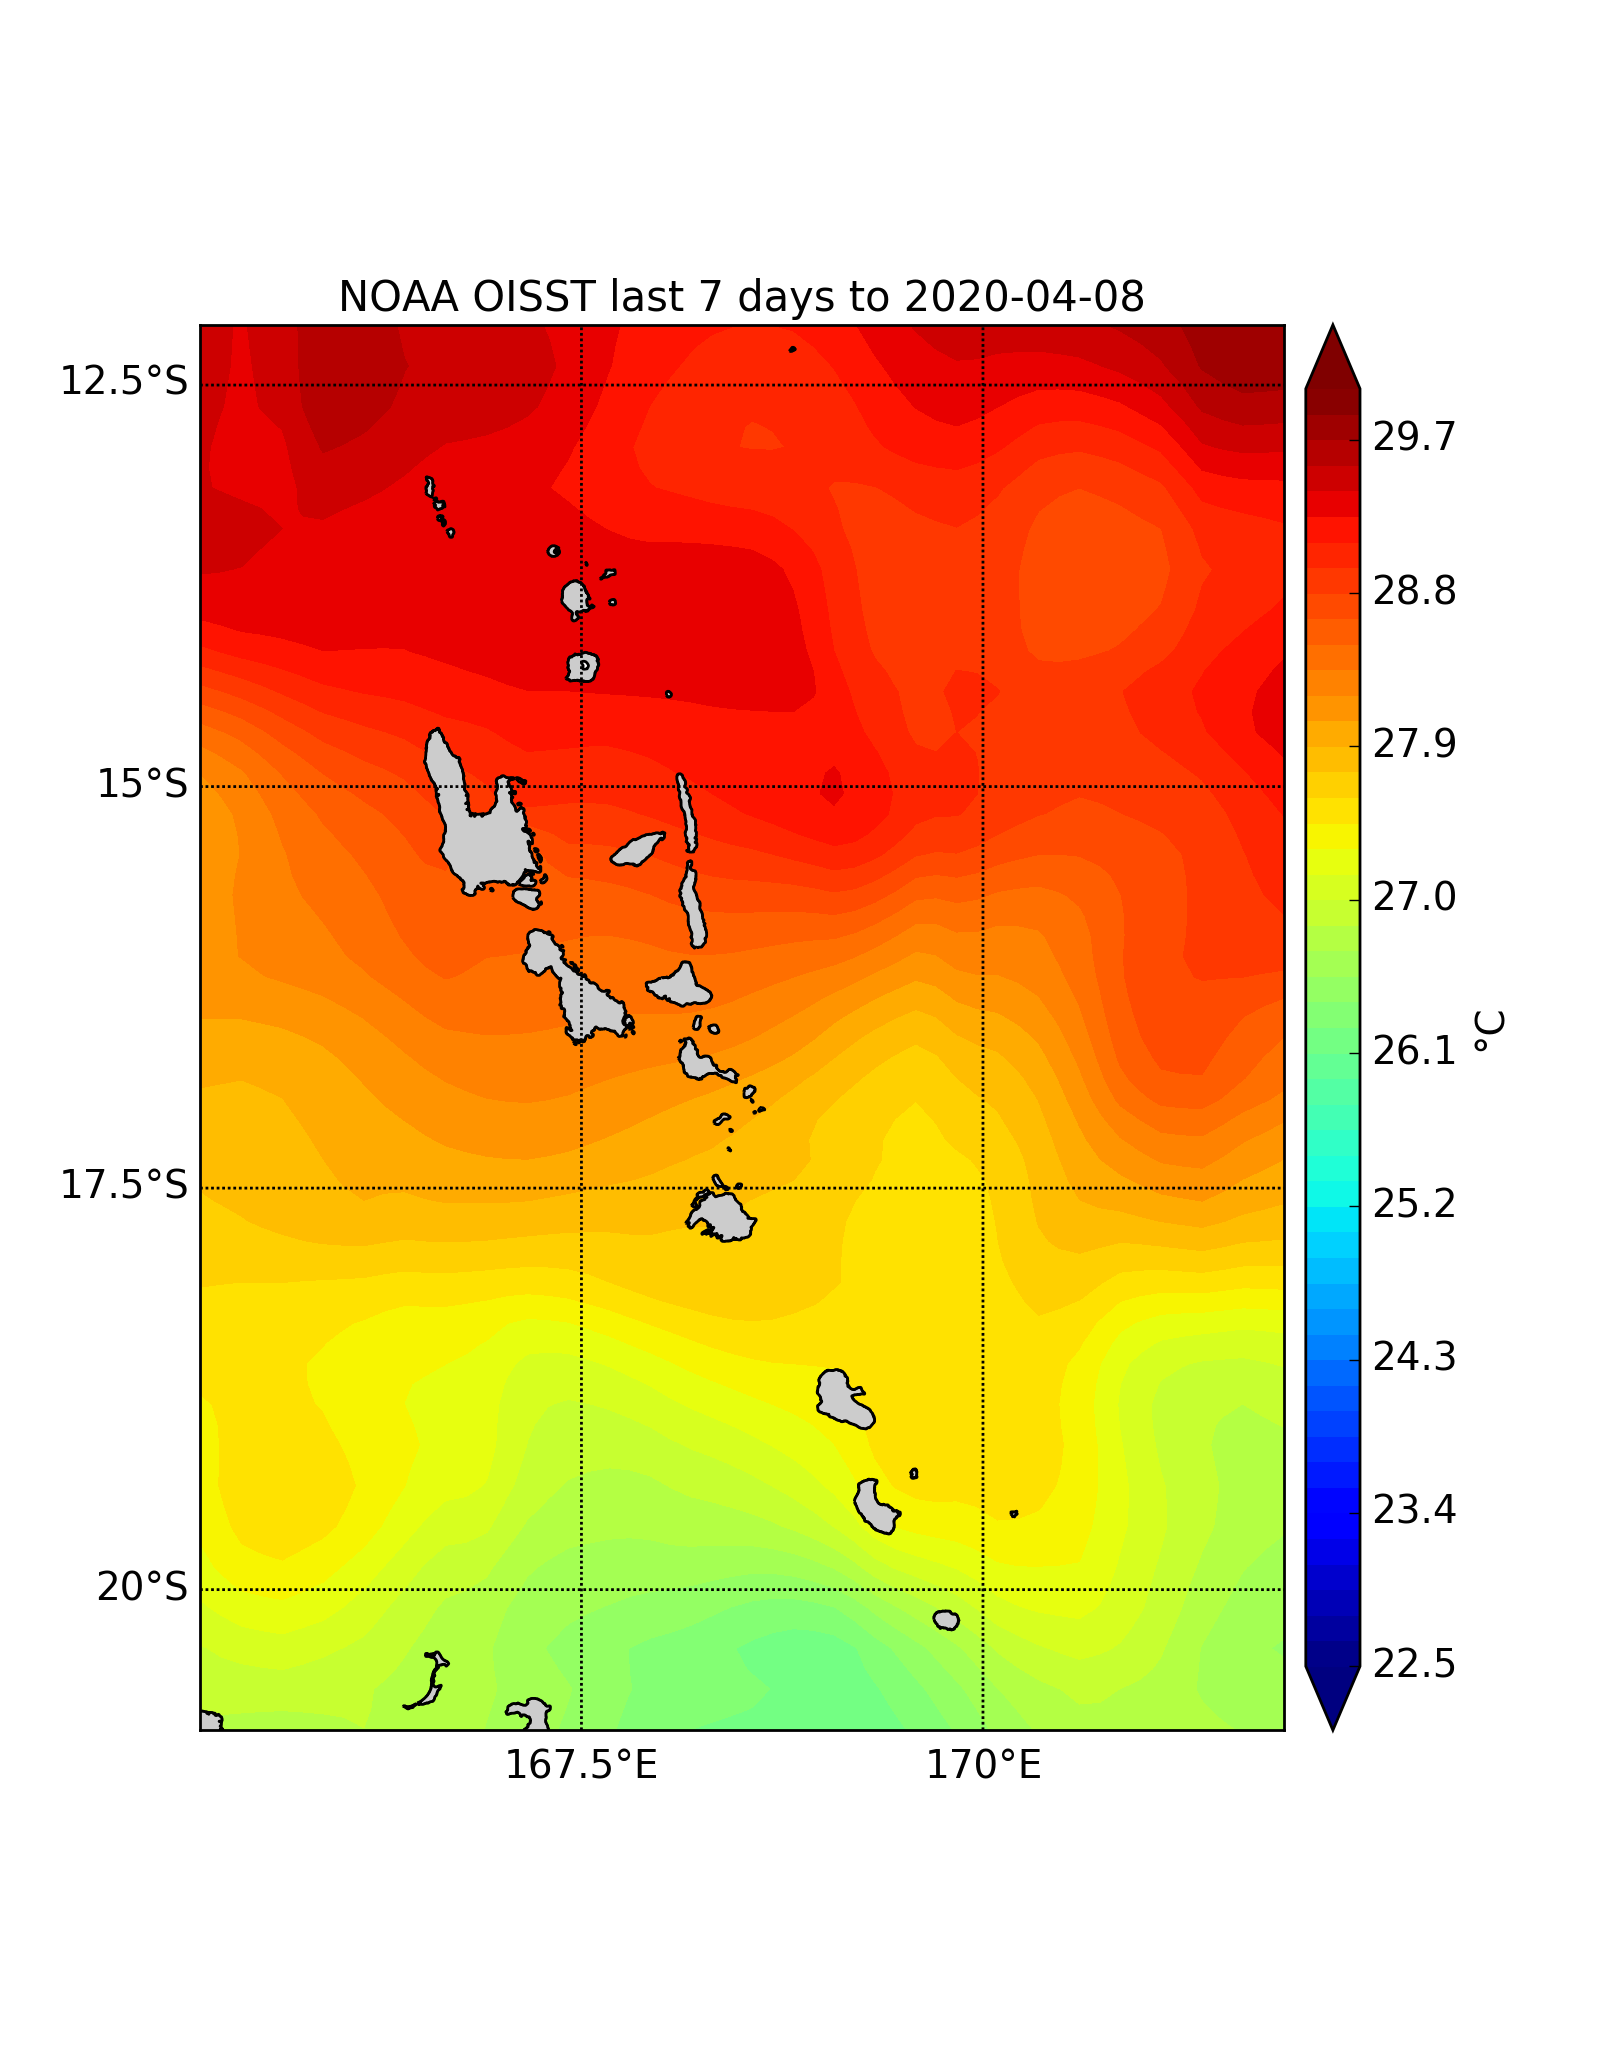 NOAA OISST last 7 days to 2020-04-08
12.5°S
15°S
17.5°S
20°S
167.5°E
170°E
29.7
28.8
27.9
27.0
26.1
25.2
24.3
23.4
22.5
°C